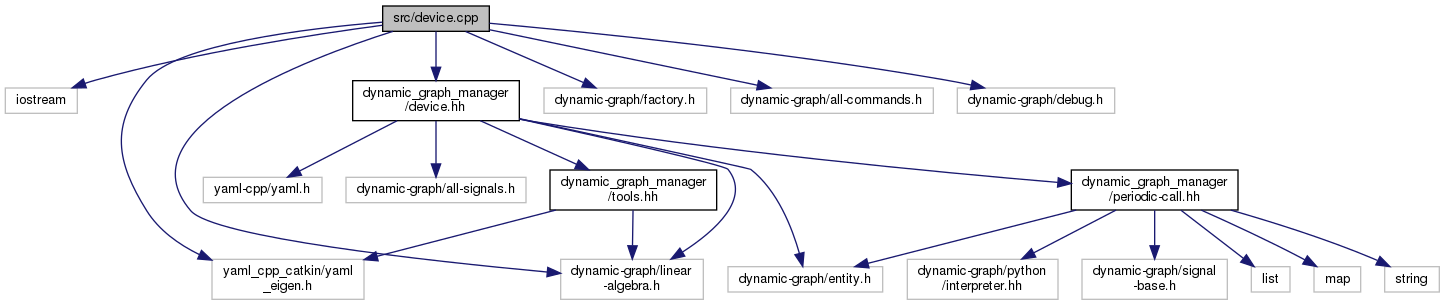 src/device.cpp
iostream
dynamic_graph_manager
/device.hh
dynamic-graph/factory.h
dynamic-graph/all-commands.h
dynamic-graph/debug.h
yaml-cpp/yaml.h
dynamic-graph/all-signals.h
dynamic_graph_manager
/tools.hh
dynamic_graph_manager
/periodic-call.hh
yaml_cpp_catkin/yaml
_eigen.h
dynamic-graph/linear
-algebra.h
dynamic-graph/entity.h
dynamic-graph/python
/interpreter.hh
dynamic-graph/signal
-base.h
list
map
string